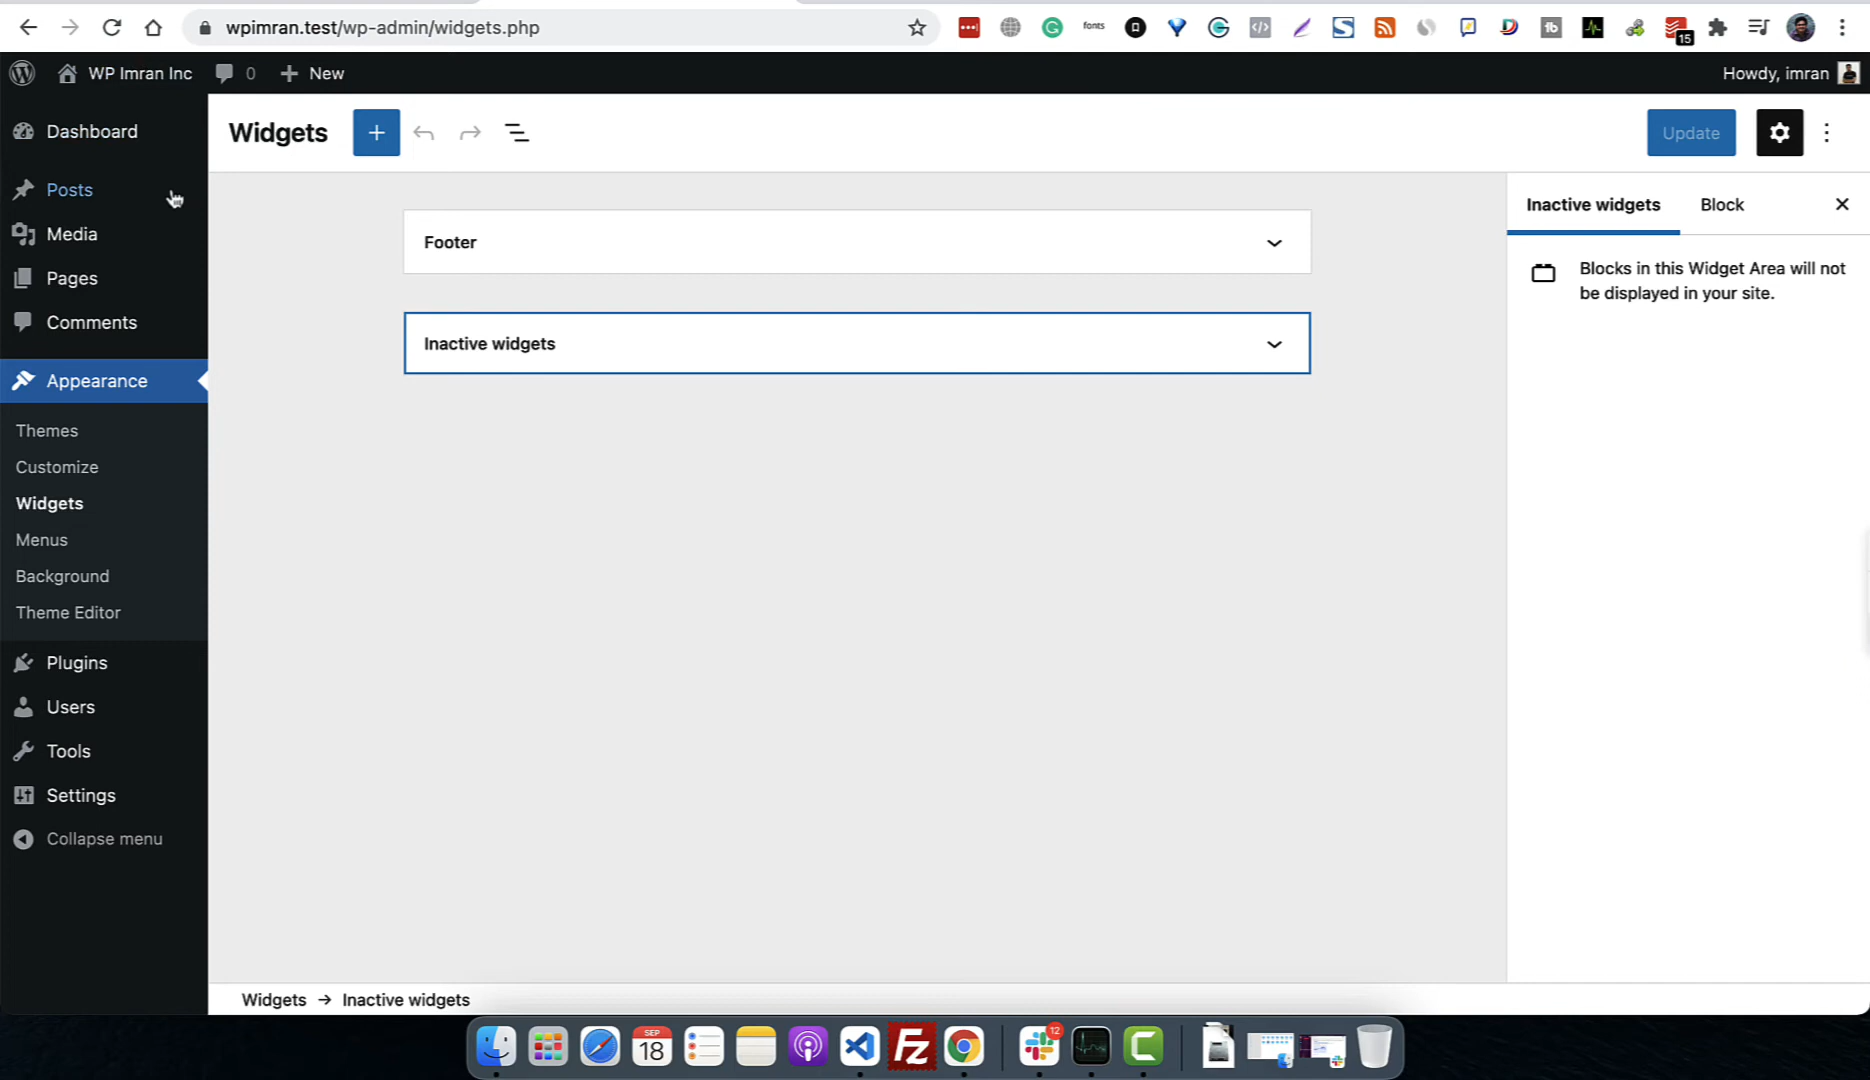 wpimran.test/wp-admin/widgets.php
fonts
15
WP Imran Inc
0
New
Howdy, imran
Dashboard
Posts
Media
Pages
Comments
Appearance
Themes
Customize
Widgets
Menus
Background
Theme Editor
Plugins
Users
Tools
Settings
Collapse menu
Widgets
Update
Footer
Inactive widgets
Inactive widgets
Block
Blocks in this Widget Area will not
be displayed in your site.
Widgets → Inactive widgets
SEP
18
Fz
12